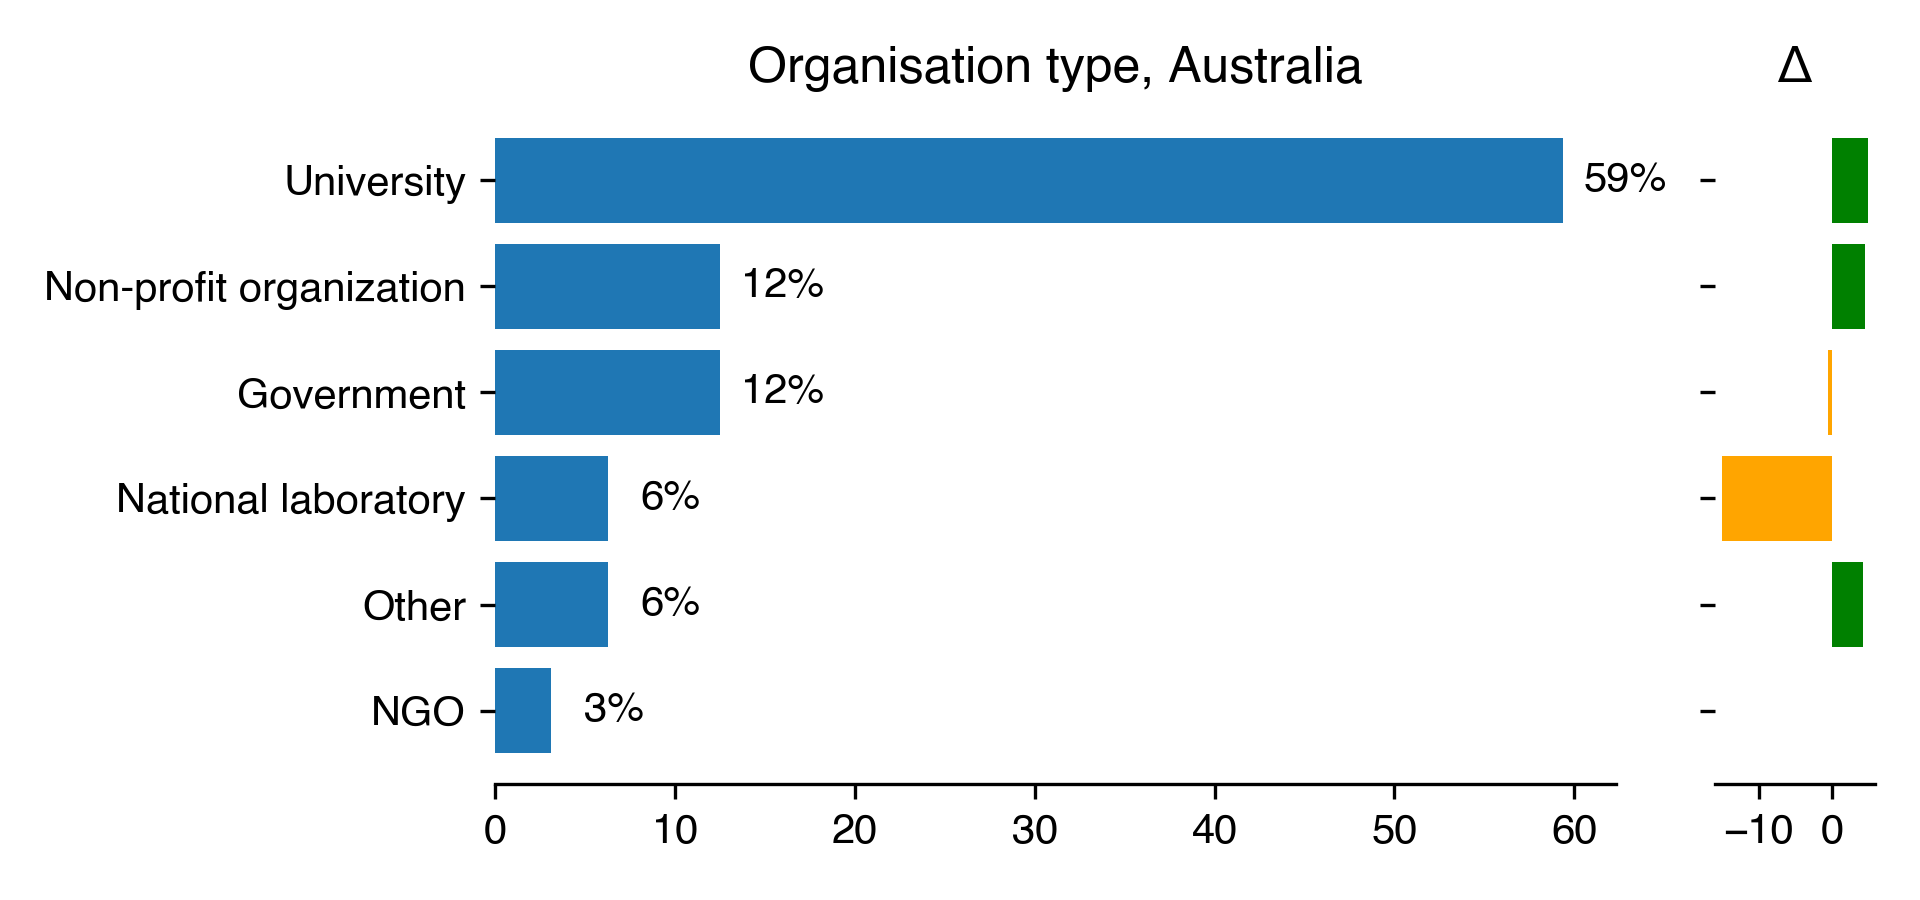 Organisation type, Australia
Δ
University
59%
Non-profit organization
12%
Government
12%
National laboratory
6%
Other
6%
NGO
3%
0 10 20 30 40 50 60
−10 0